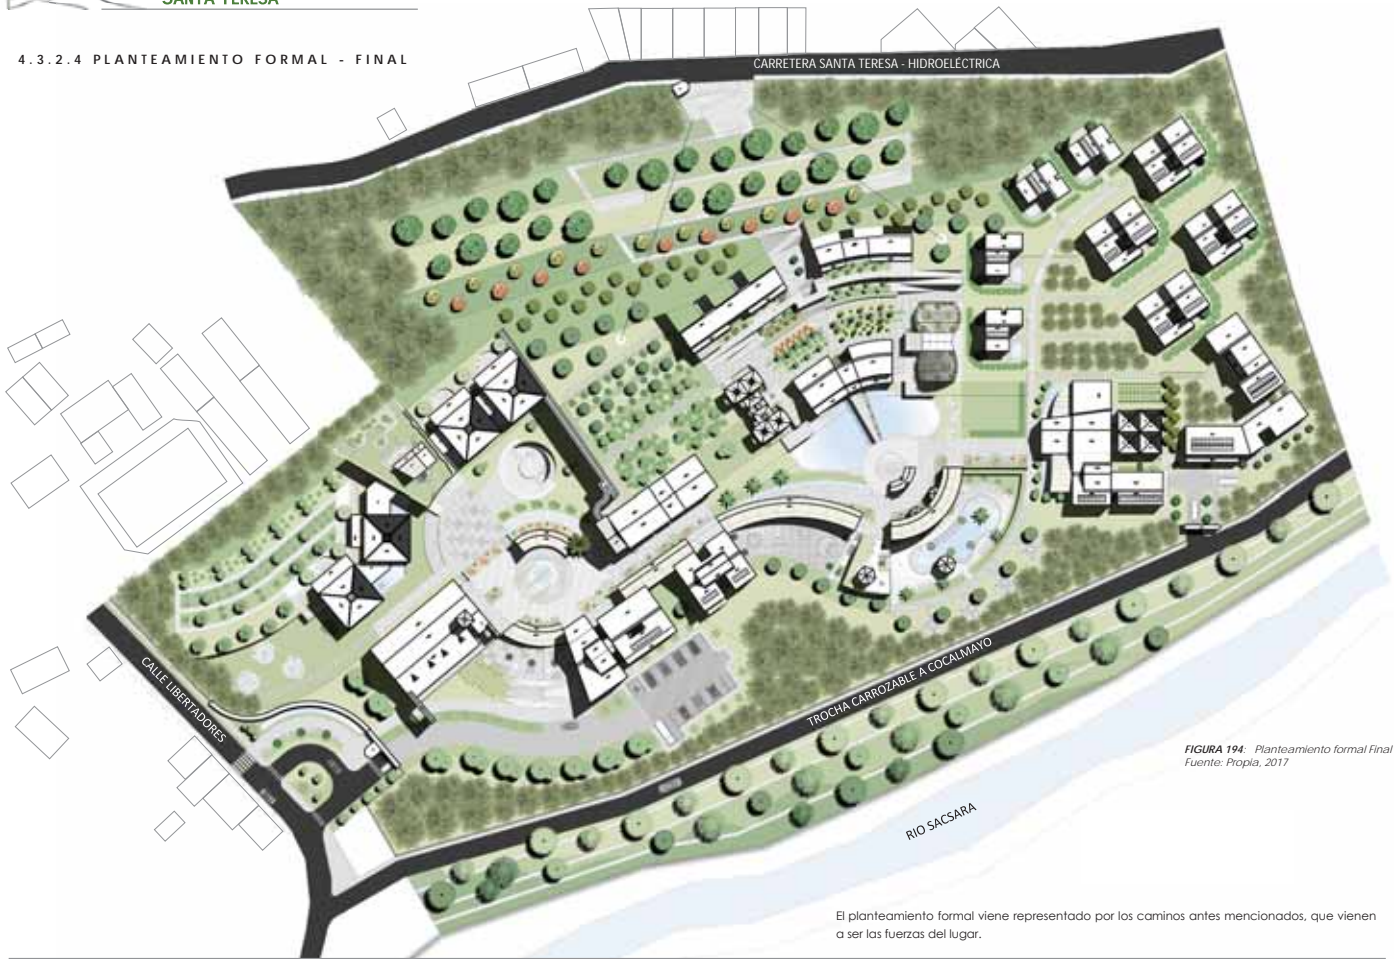 SANTA TERESA
4.3.2.4 PLANTEAMIENTO FORMAL - FINAL
CARRETERA SANTA TERESA - HIDROELÉCTRICA
CALLE LIBERTADORES
TROCHA CARROZABLE A COCALMAYO
FIGURA 194: Planteamiento formal Final
Fuente: Propia, 2017
RIO SACSARA
El planteamiento formal viene representado por los caminos antes mencionados, que vienen
a ser las fuerzas del lugar.